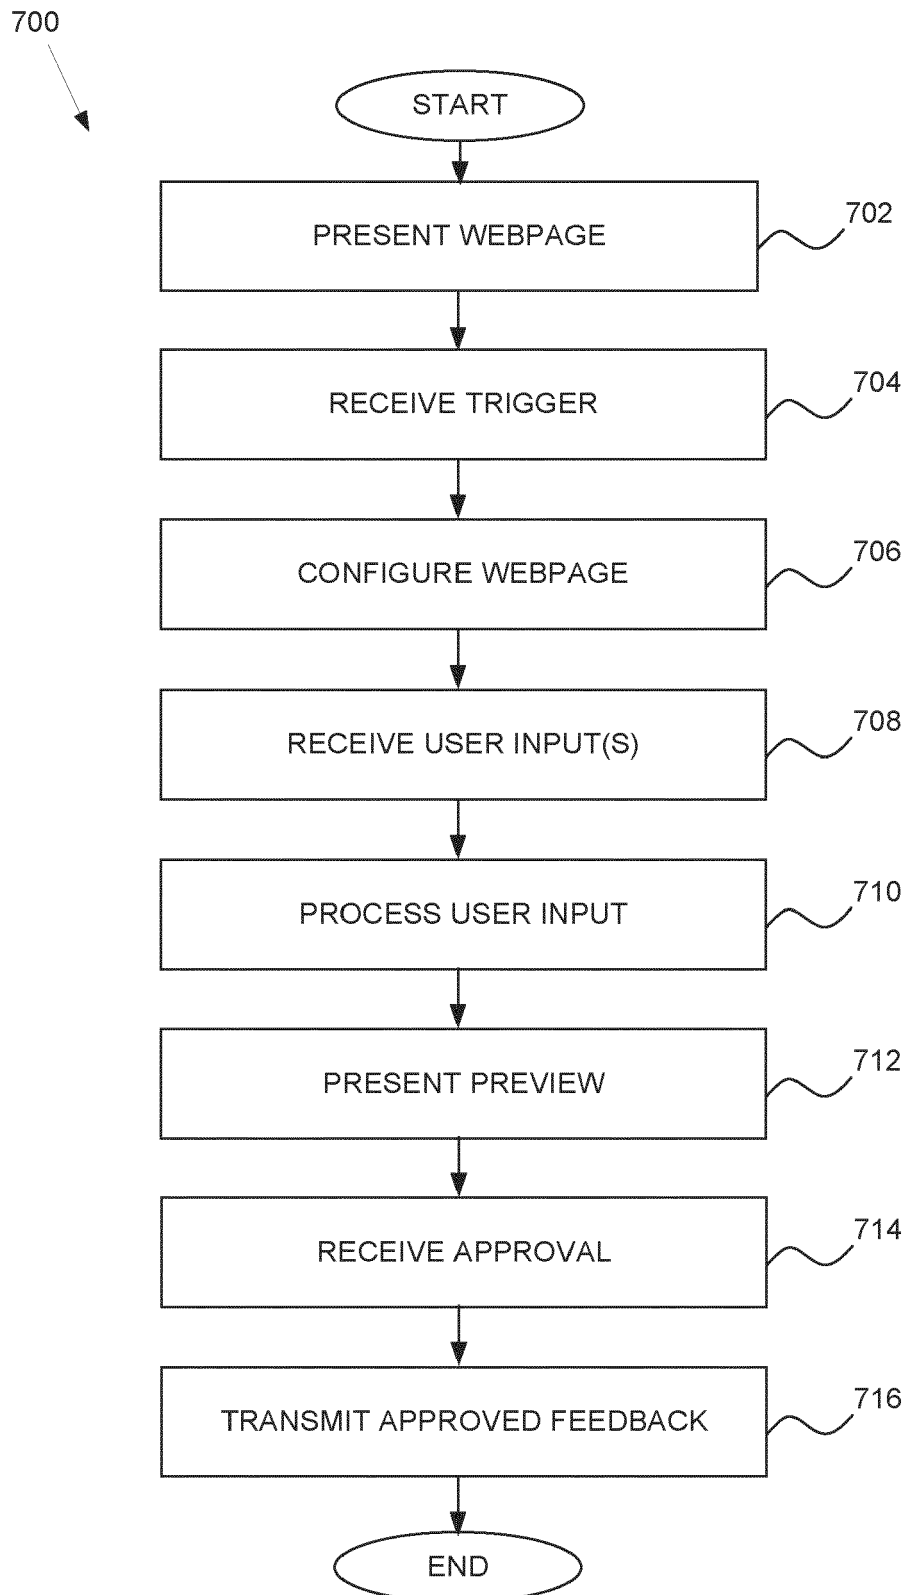 700
START
PRESENT WEBPAGE
702
RECEIVE TRIGGER
704
CONFIGURE WEBPAGE
706
RECEIVE USER INPUT(S)
708
PROCESS USER INPUT
710
PRESENT PREVIEW
712
RECEIVE APPROVAL
714
TRANSMIT APPROVED FEEDBACK
716
END